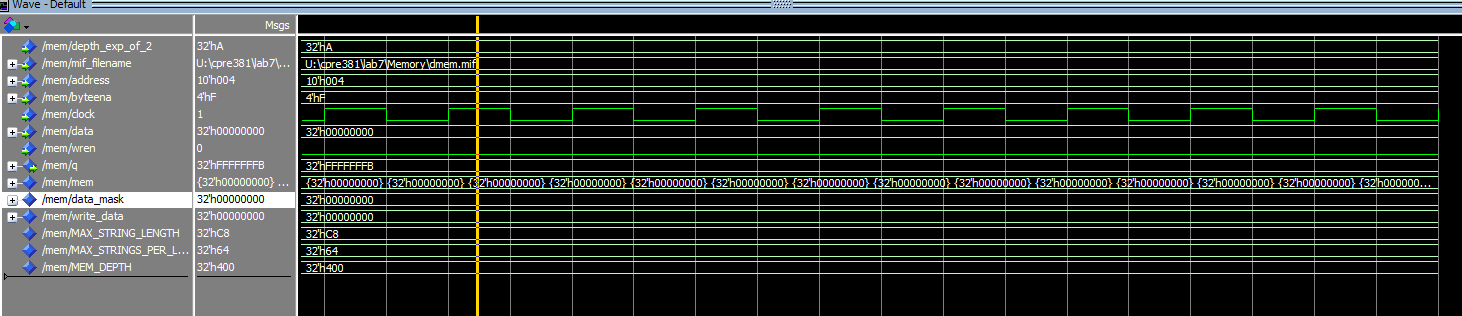 Wave - Default
Msgs
/mem/depth_exp_of_2 32'hA 32'hA
/mem/mif_filename U:\cpre381\lab7\... U:\cpre381\lab7\Memory\dmem.mif
/mem/address 10'h004 10'h004
/mem/byteena 4'hF 4'hF
/mem/clock 1
/mem/data 32'h00000000 32'h00000000
/mem/wren 0
/mem/q 32'hFFFFFFFB 32'hFFFFFFFB
/mem/mem {32'h00000000} ... {32'h00000000} {32'h00000000} {32'h00000000} {32'h00000000} {32'h00000000} {32'h00000000} {32'h00000000} {32'h00000000} {32'h00000000} {32'h00000000} {32'h00000000} {32'h00000000} {32'h00000000} {32'h0000000...
/mem/data_mask 32'h00000000 32'h00000000
/mem/write_data 32'h00000000 32'h00000000
/mem/MAX_STRING_LENGTH 32'hC8 32'hC8
/mem/MAX_STRINGS_PER_L... 32'h64 32'h64
/mem/MEM_DEPTH 32'h400 32'h400